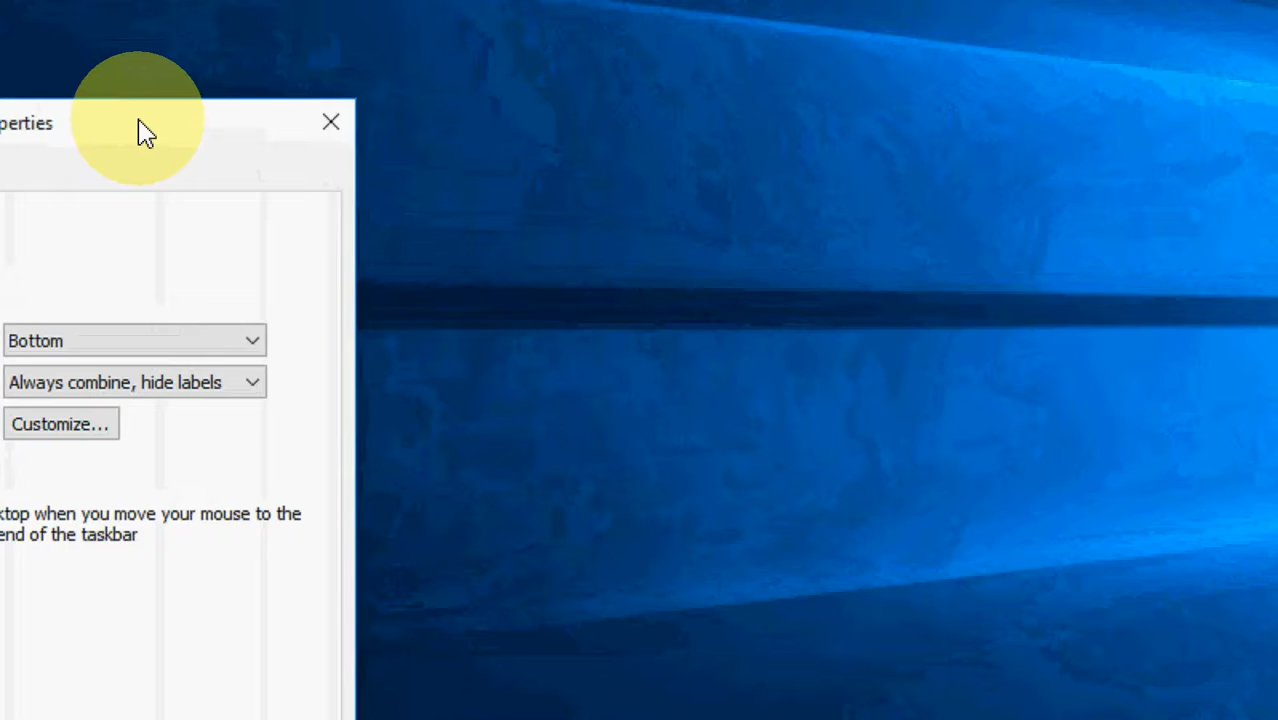 perties
Bottom
Always combine, hide labels
Customize...
ktop when you move your mouse to the
end of the taskbar